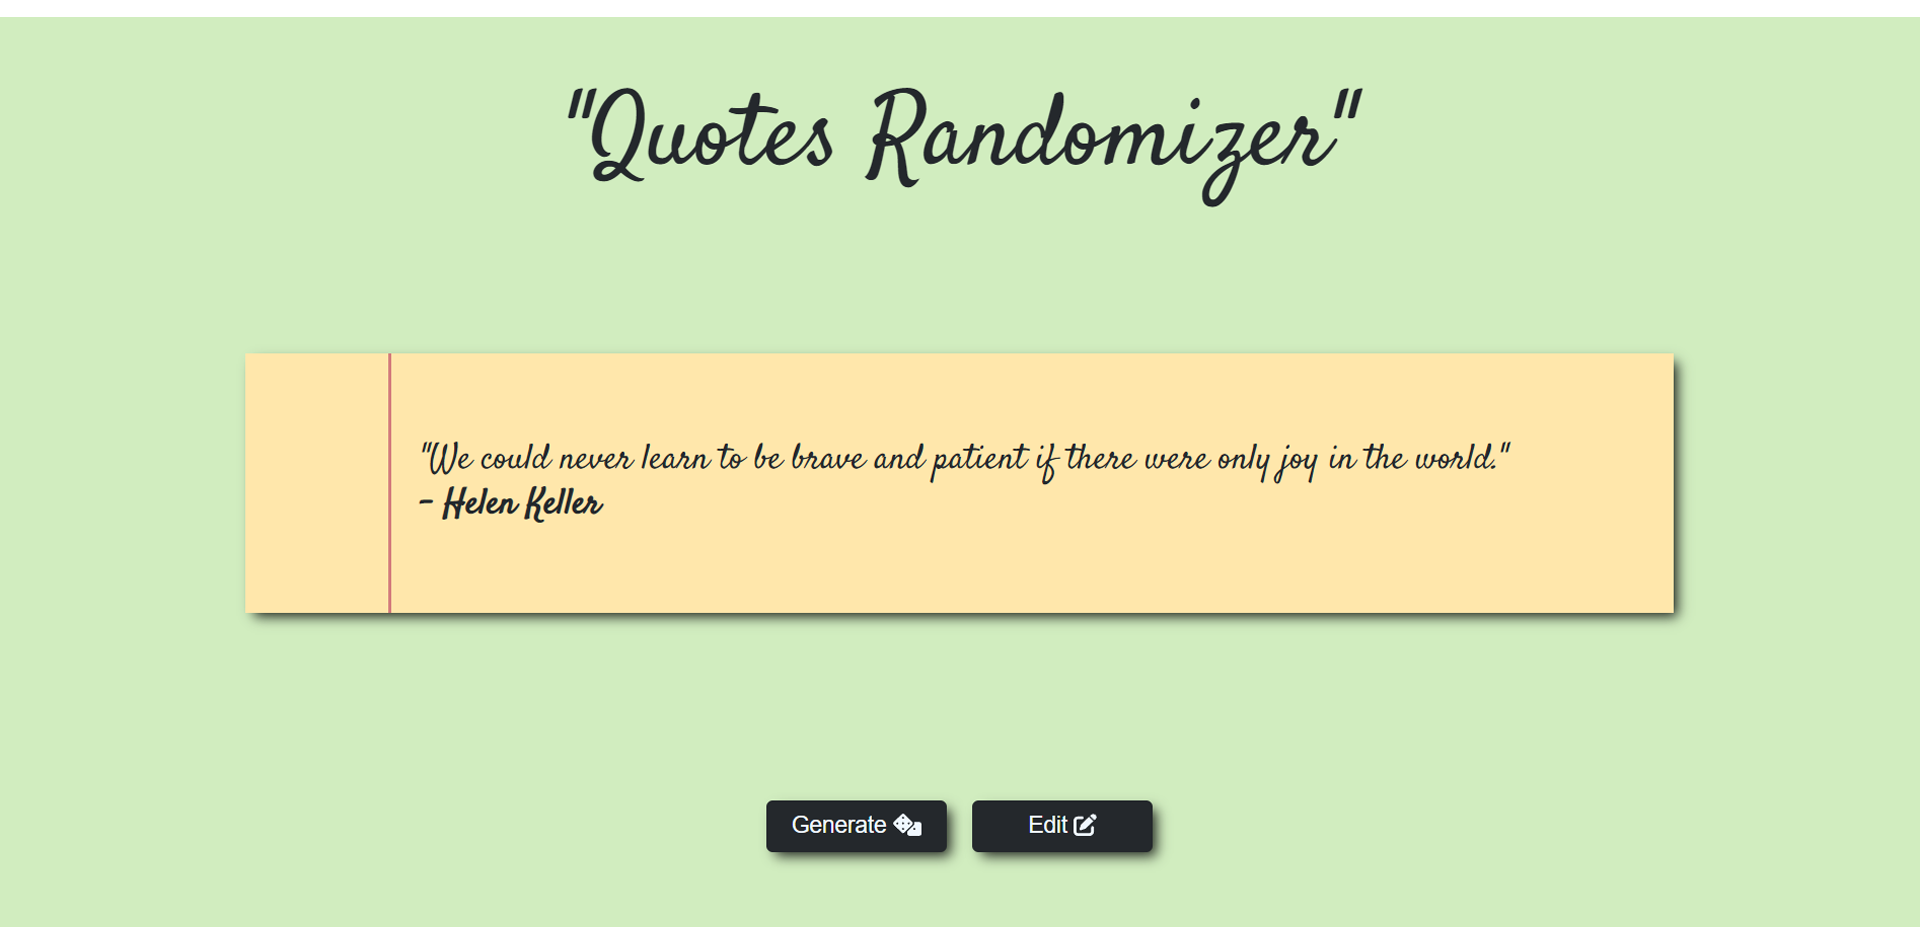 "Quotes Randomizer"
"We could never learn to be brave and patient if there were only joy in the world."
- Helen Keller
Generate
Edit